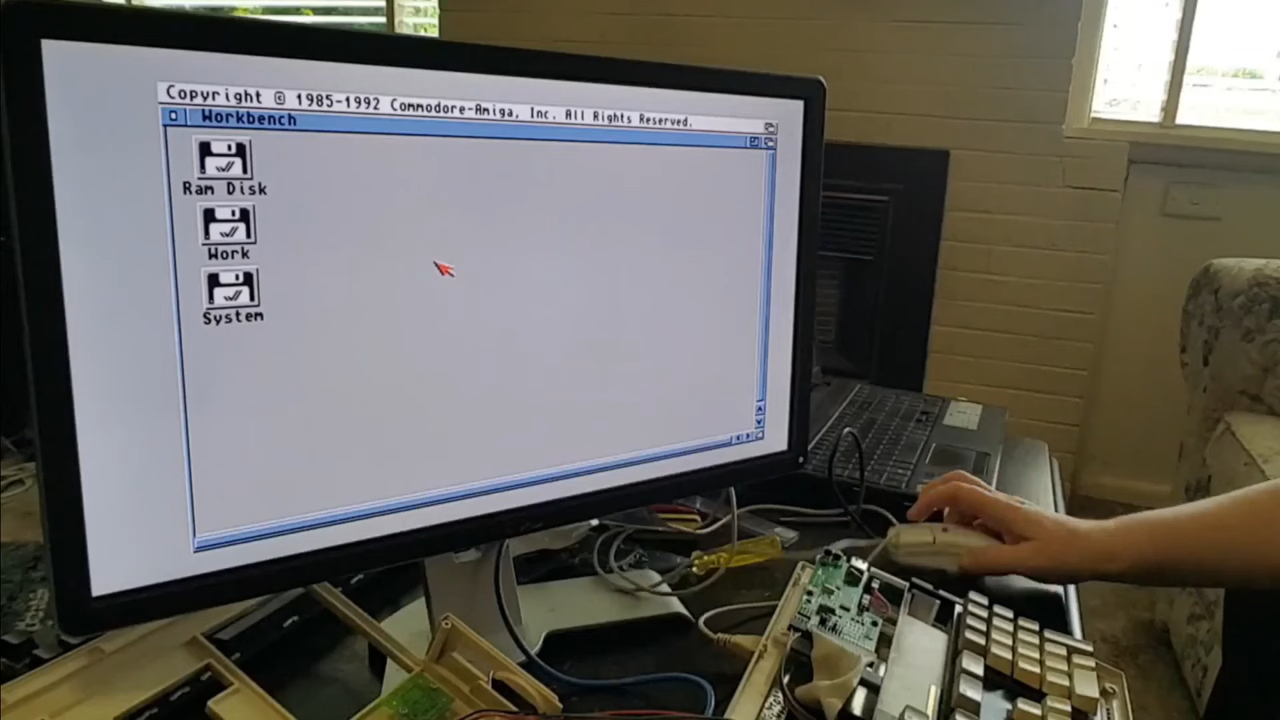 Copyright © 1985-1992 Commodore-Amiga, Inc. All Rights Reserved.
Workbench
Ram Disk
Work
System